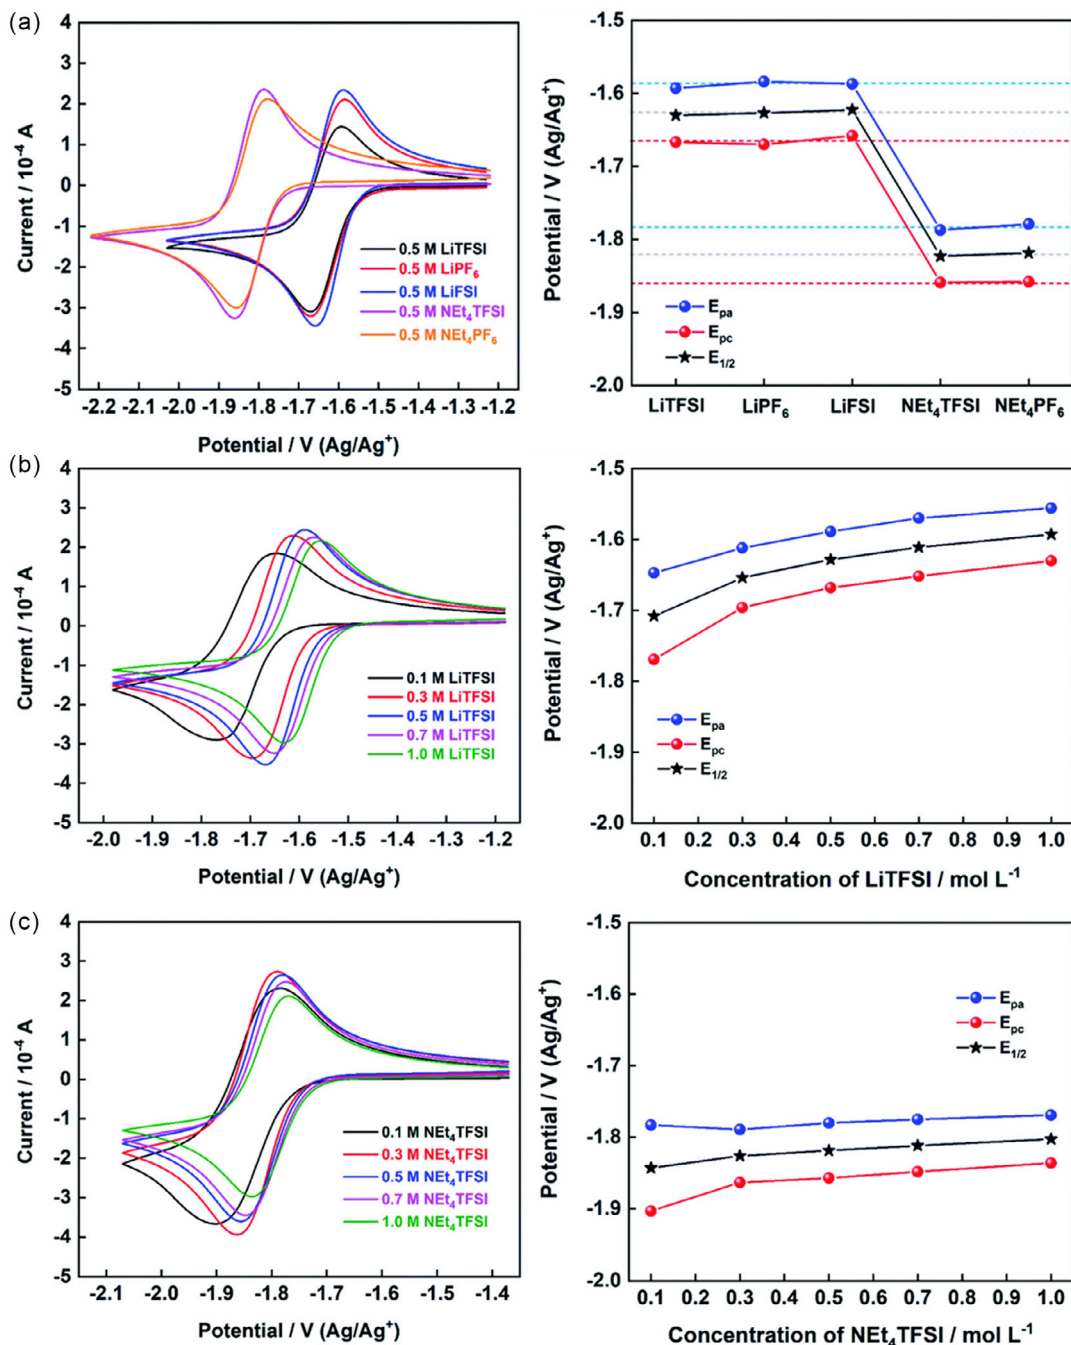 (a)
4
3
2
1
0
-1
-2
-3
-4
-5
Current / 10⁻⁴ A
0.5 M LiTFSI
0.5 M LiPF₆
0.5 M LiFSI
0.5 M NEt₄TFSI
0.5 M NEt₄PF₆
-2.2 -2.1 -2.0 -1.9 -1.8 -1.7 -1.6 -1.5 -1.4 -1.3 -1.2
Potential / V (Ag/Ag⁺)
-1.5
-1.6
-1.7
-1.8
-1.9
-2.0
Potential / V (Ag/Ag⁺)
Epa
Epc
E1/2
LiTFSI LiPF₆ LiFSI NEt₄TFSI NEt₄PF₆
(b)
4
3
2
1
0
-1
-2
-3
-4
-5
Current / 10⁻⁴ A
0.1 M LiTFSI
0.3 M LiTFSI
0.5 M LiTFSI
0.7 M LiTFSI
1.0 M LiTFSI
-2.0 -1.9 -1.8 -1.7 -1.6 -1.5 -1.4 -1.3 -1.2
Potential / V (Ag/Ag⁺)
-1.5
-1.6
-1.7
-1.8
-1.9
-2.0
Potential / V (Ag/Ag⁺)
Epa
Epc
E1/2
0.1 0.2 0.3 0.4 0.5 0.6 0.7 0.8 0.9 1.0
Concentration of LiTFSI / mol L⁻¹
(c)
4
3
2
1
0
-1
-2
-3
-4
-5
Current / 10⁻⁴ A
0.1 M NEt₄TFSI
0.3 M NEt₄TFSI
0.5 M NEt₄TFSI
0.7 M NEt₄TFSI
1.0 M NEt₄TFSI
-2.1 -2.0 -1.9 -1.8 -1.7 -1.6 -1.5 -1.4
Potential / V (Ag/Ag⁺)
-1.5
-1.6
-1.7
-1.8
-1.9
-2.0
Potential / V (Ag/Ag⁺)
Epa
Epc
E1/2
0.1 0.2 0.3 0.4 0.5 0.6 0.7 0.8 0.9 1.0
Concentration of NEt₄TFSI / mol L⁻¹